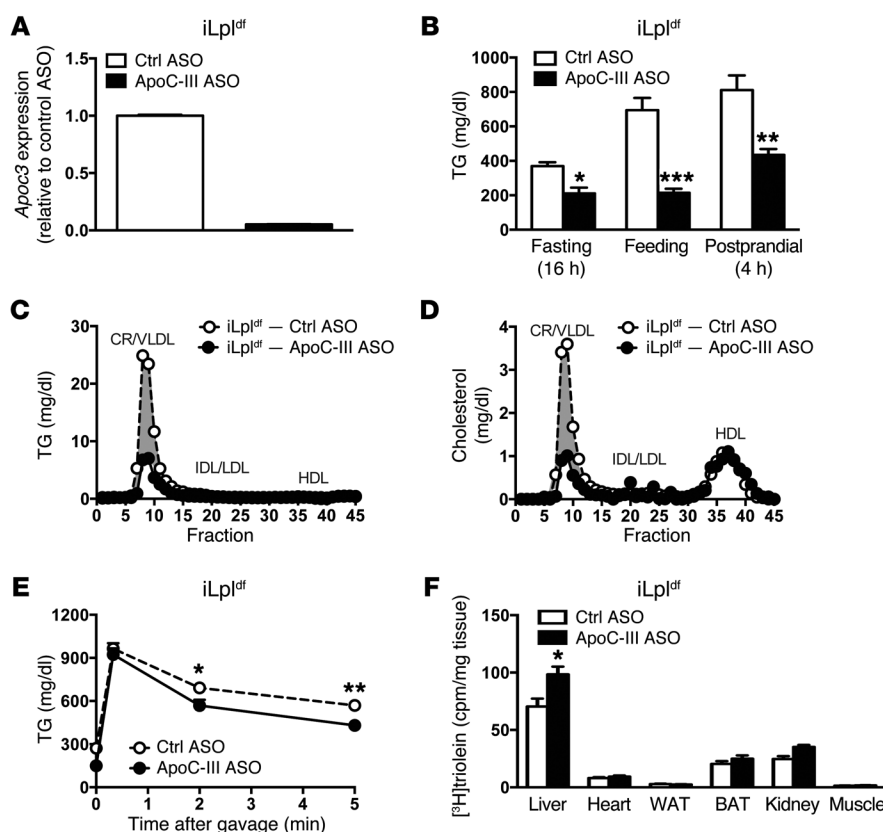 A
iLpl^df
Ctrl ASO
ApoC-III ASO
Apoc3 expression
(relative to control ASO)
1.5
1.0
0.5
0.0
B
iLpl^df
Ctrl ASO
ApoC-III ASO
TG (mg/dl)
1000
800
600
400
200
0
*
***
**
Fasting
(16 h)
Feeding
Postprandial
(4 h)
C
iLpl^df — Ctrl ASO
iLpl^df — ApoC-III ASO
CR/VLDL
IDL/LDL
HDL
TG (mg/dl)
30
20
10
0
0 5 10 15 20 25 30 35 40 45
Fraction
D
iLpl^df — Ctrl ASO
iLpl^df — ApoC-III ASO
CR/VLDL
IDL/LDL
HDL
Cholesterol
(mg/dl)
4
3
2
1
0
0 5 10 15 20 25 30 35 40 45
Fraction
E
iLpl^df
TG (mg/dl)
1200
900
600
300
0
*
**
Ctrl ASO
ApoC-III ASO
0 1 2 3 4 5
Time after gavage (min)
F
iLpl^df
Ctrl ASO
ApoC-III ASO
[³H]triolein (cpm/mg tissue)
150
100
50
0
*
Liver Heart WAT BAT Kidney Muscle